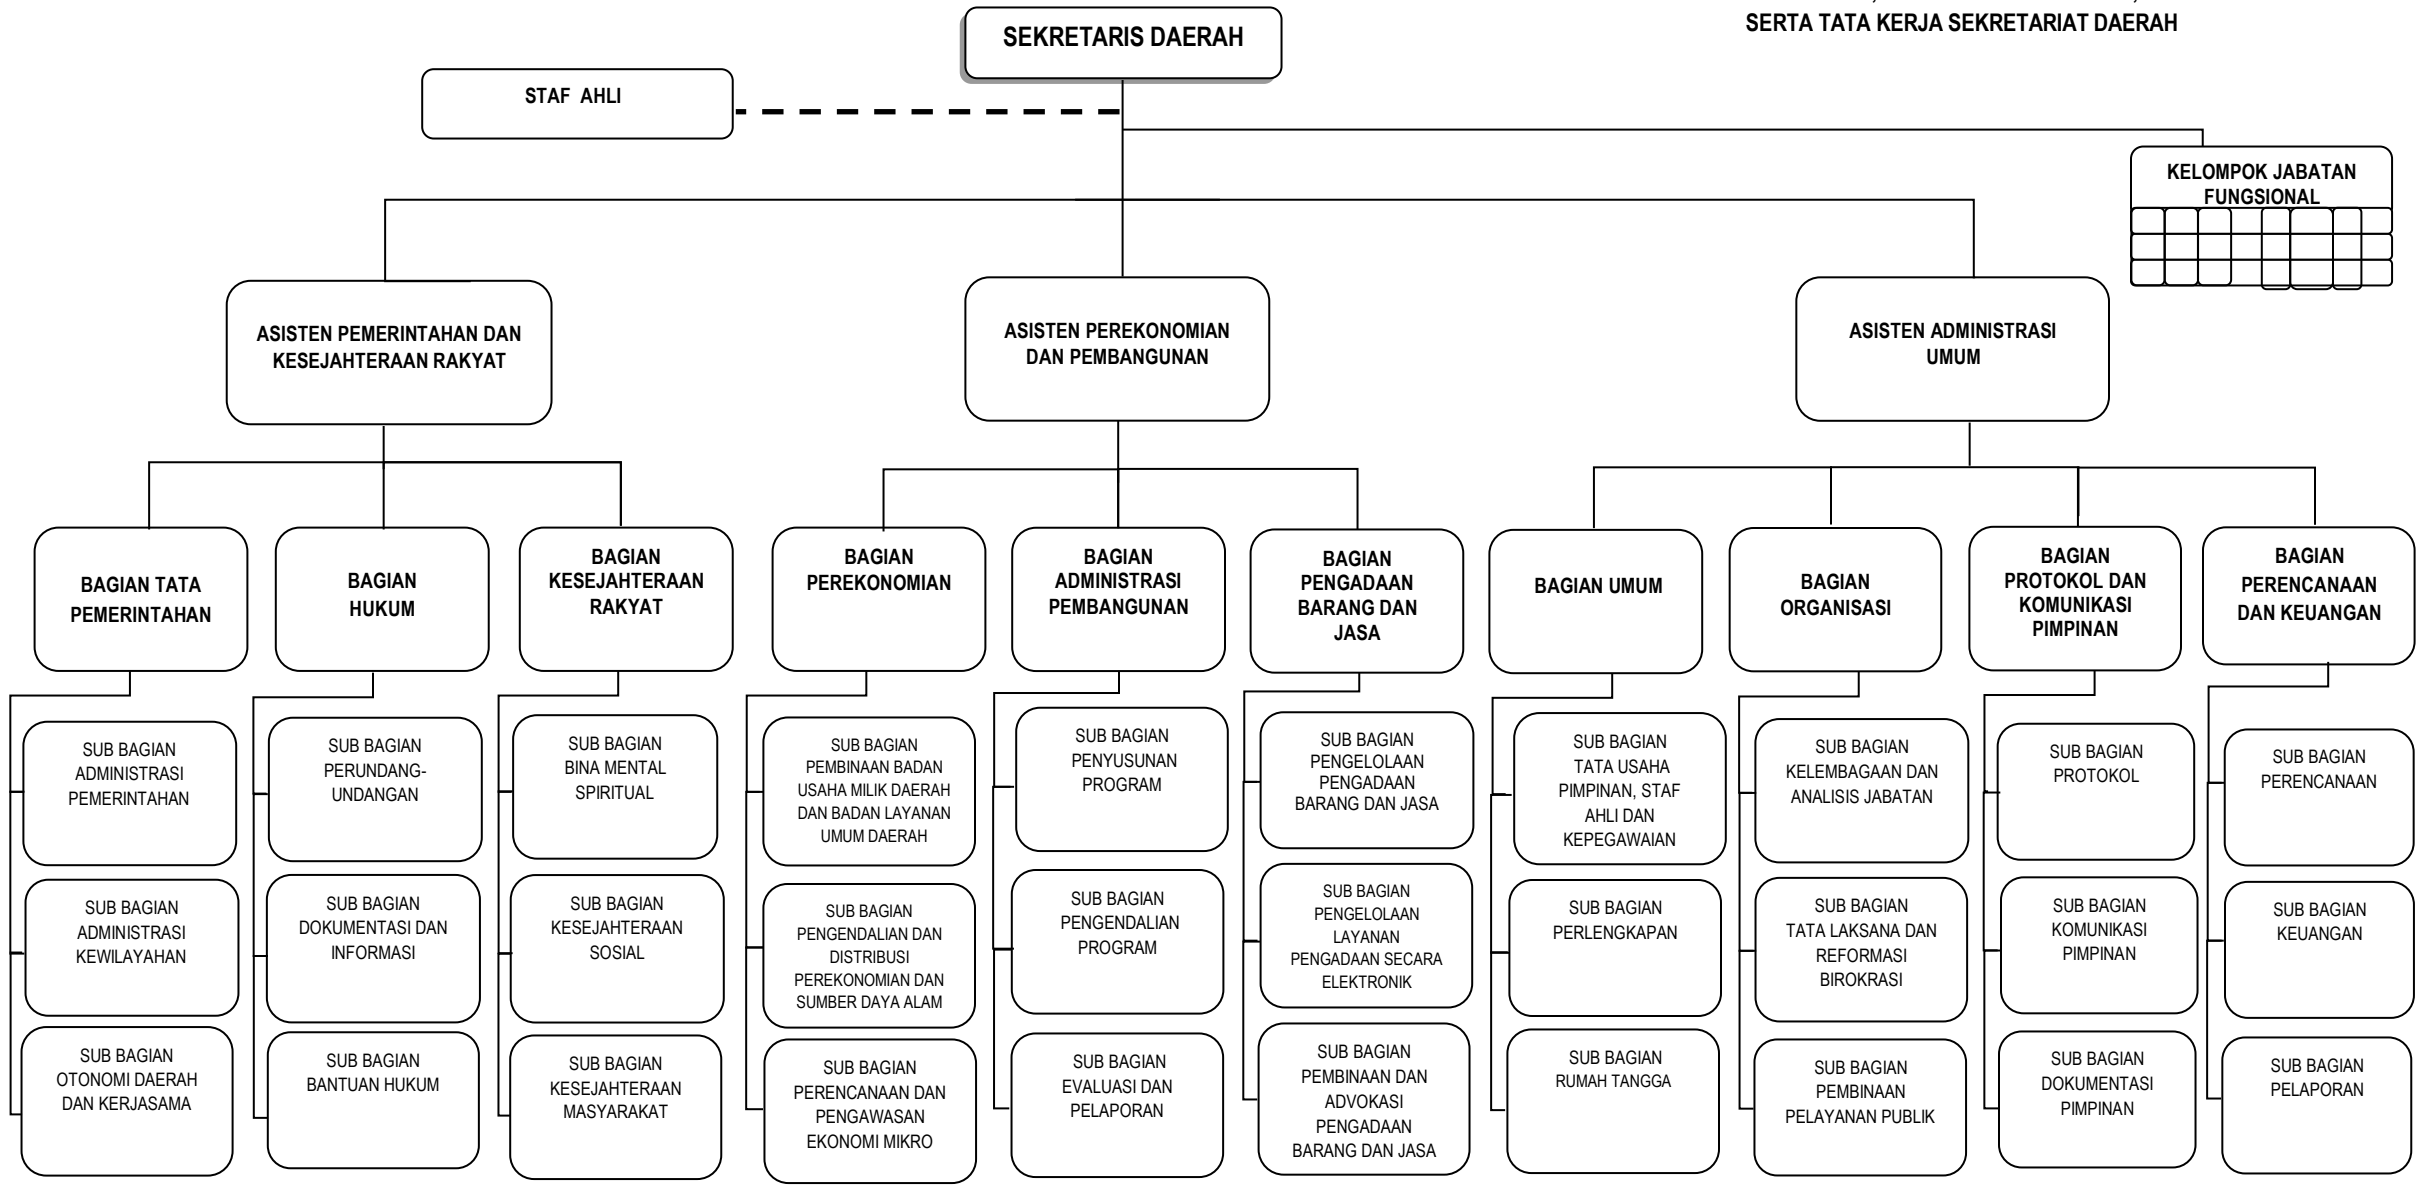 SERTA TATA KERJA SEKRETARIAT DAERAH
SEKRETARIS DAERAH
STAF AHLI
KELOMPOK JABATAN
FUNGSIONAL
ASISTEN PEMERINTAHAN DAN
KESEJAHTERAAN RAKYAT
ASISTEN PEREKONOMIAN
DAN PEMBANGUNAN
ASISTEN ADMINISTRASI
UMUM
BAGIAN TATA
PEMERINTAHAN
BAGIAN
HUKUM
BAGIAN
KESEJAHTERAAN
RAKYAT
BAGIAN
PEREKONOMIAN
BAGIAN
ADMINISTRASI
PEMBANGUNAN
BAGIAN
PENGADAAN
BARANG DAN
JASA
BAGIAN UMUM
BAGIAN
ORGANISASI
BAGIAN
PROTOKOL DAN
KOMUNIKASI
PIMPINAN
BAGIAN
PERENCANAAN
DAN KEUANGAN
SUB BAGIAN
ADMINISTRASI
PEMERINTAHAN
SUB BAGIAN
PERUNDANG-
UNDANGAN
SUB BAGIAN
BINA MENTAL
SPIRITUAL
SUB BAGIAN
PEMBINAAN BADAN
USAHA MILIK DAERAH
DAN BADAN LAYANAN
UMUM DAERAH
SUB BAGIAN
PENYUSUNAN
PROGRAM
SUB BAGIAN
PENGELOLAAN
PENGADAAN
BARANG DAN JASA
SUB BAGIAN
TATA USAHA
PIMPINAN, STAF
AHLI DAN
KEPEGAWAIAN
SUB BAGIAN
KELEMBAGAAN DAN
ANALISIS JABATAN
SUB BAGIAN
PROTOKOL
SUB BAGIAN
PERENCANAAN
SUB BAGIAN
ADMINISTRASI
KEWILAYAHAN
SUB BAGIAN
DOKUMENTASI DAN
INFORMASI
SUB BAGIAN
KESEJAHTERAAN
SOSIAL
SUB BAGIAN
PENGENDALIAN DAN
DISTRIBUSI
PEREKONOMIAN DAN
SUMBER DAYA ALAM
SUB BAGIAN
PENGENDALIAN
PROGRAM
SUB BAGIAN
PENGELOLAAN
LAYANAN
PENGADAAN SECARA
ELEKTRONIK
SUB BAGIAN
PERLENGKAPAN
SUB BAGIAN
TATA LAKSANA DAN
REFORMASI
BIROKRASI
SUB BAGIAN
KOMUNIKASI
PIMPINAN
SUB BAGIAN
KEUANGAN
SUB BAGIAN
OTONOMI DAERAH
DAN KERJASAMA
SUB BAGIAN
BANTUAN HUKUM
SUB BAGIAN
KESEJAHTERAAN
MASYARAKAT
SUB BAGIAN
PERENCANAAN DAN
PENGAWASAN
EKONOMI MIKRO
SUB BAGIAN
EVALUASI DAN
PELAPORAN
SUB BAGIAN
PEMBINAAN DAN
ADVOKASI
PENGADAAN
BARANG DAN JASA
SUB BAGIAN
RUMAH TANGGA
SUB BAGIAN
PEMBINAAN
PELAYANAN PUBLIK
SUB BAGIAN
DOKUMENTASI
PIMPINAN
SUB BAGIAN
PELAPORAN